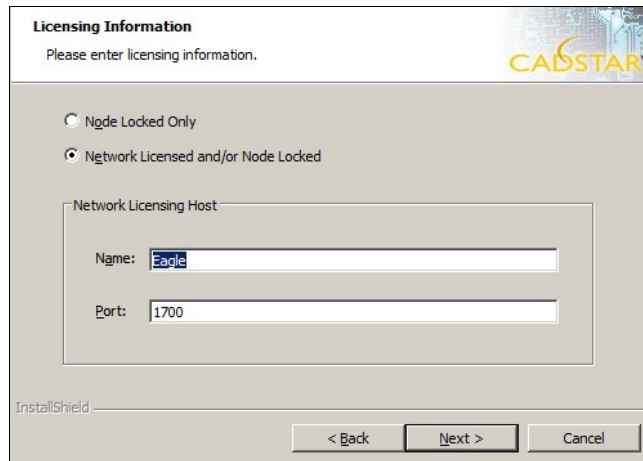 Licensing Information
Please enter licensing information.
CADSTAR
Node Locked Only
Network Licensed and/or Node Locked
Network Licensing Host
Name: Eagle
Port: 1700
InstallShield
< Back Next > Cancel